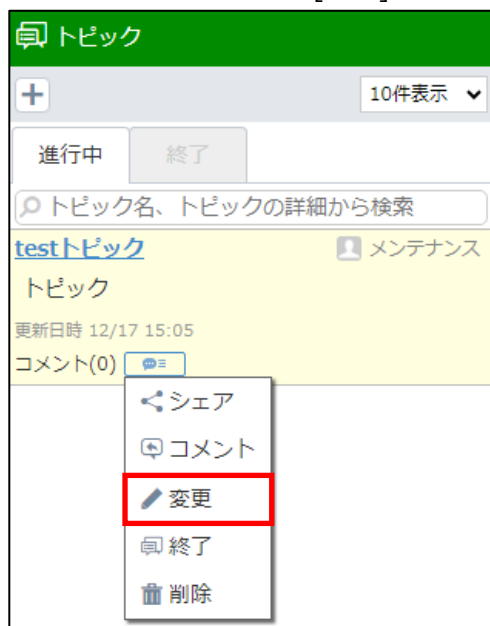 トピック
10件表示
進行中 終了
トピック名、トピックの詳細から検索
testトピック メンテナンス
トピック
更新日時 12/17 15:05
コメント(0)
シェア
コメント
変更
終了
削除